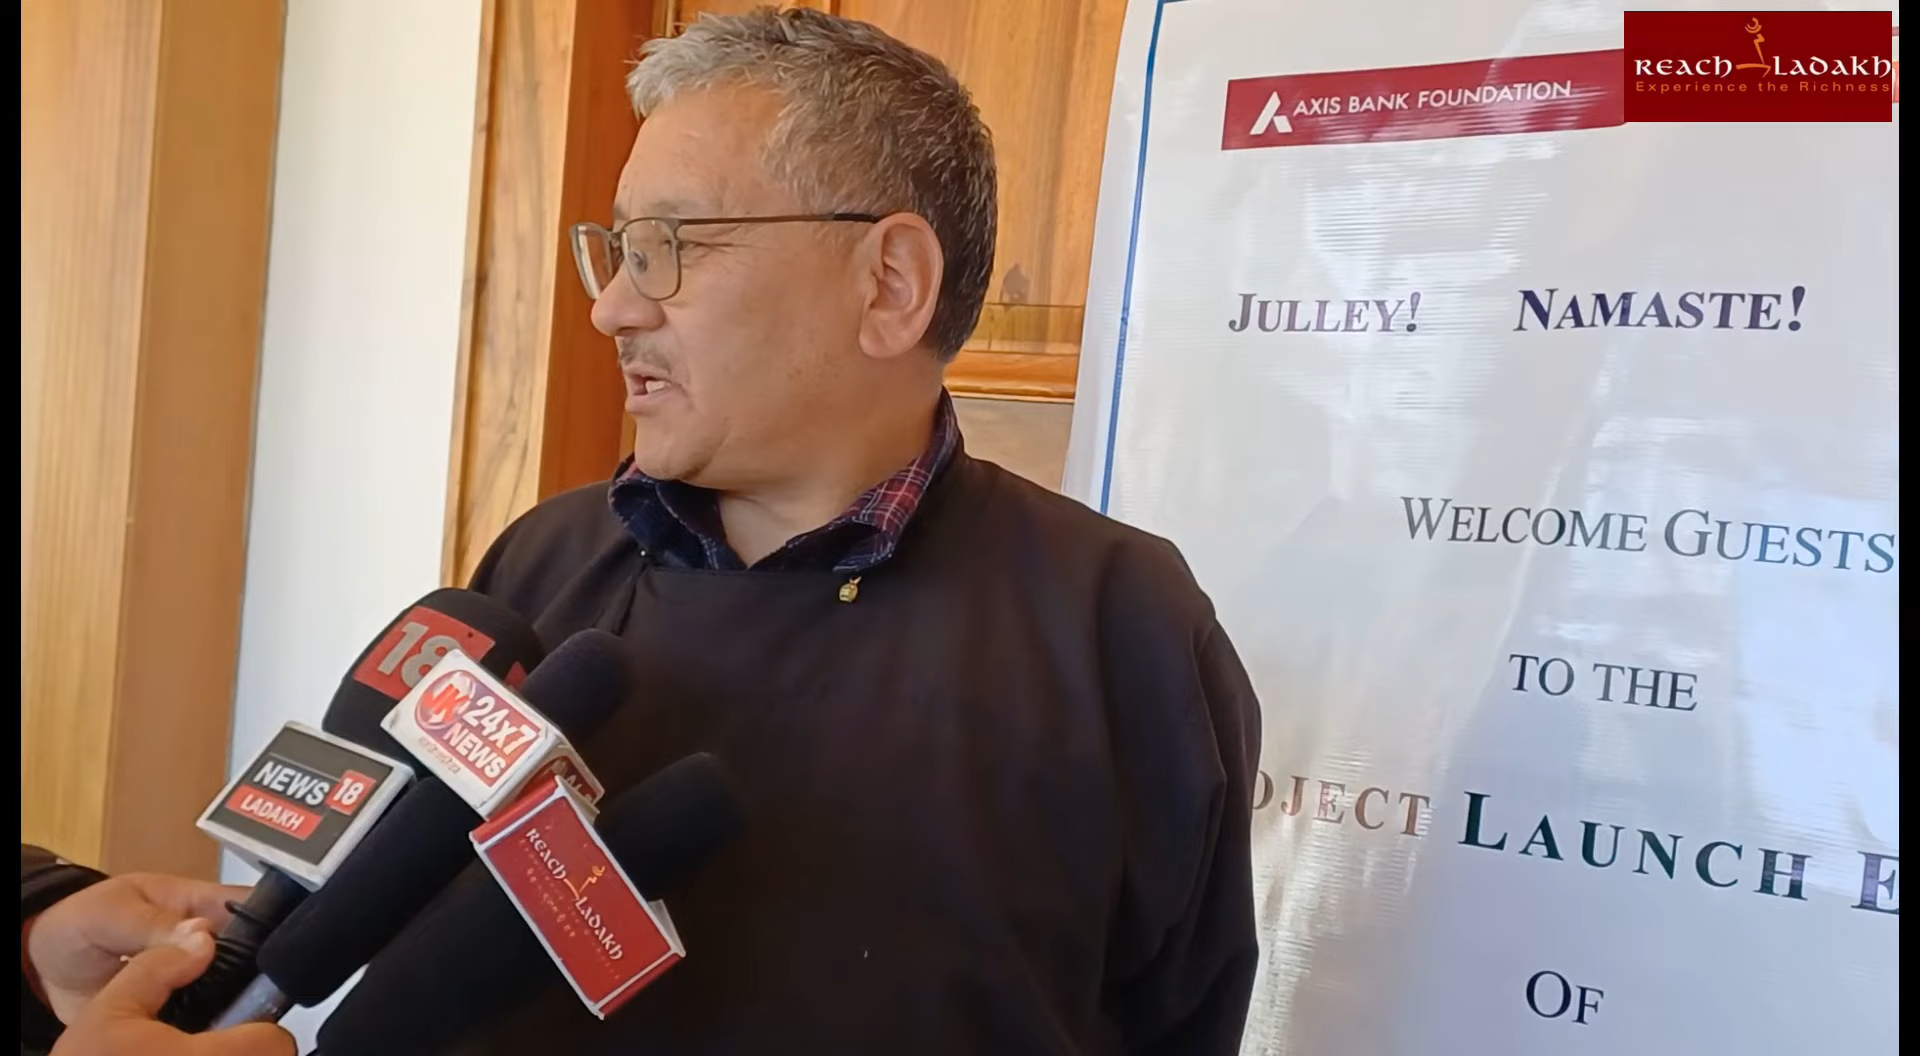 REACH LADAKH
Experience the Richness
AXIS BANK FOUNDATION
JULLEY! NAMASTE!
WELCOME GUESTS
TO THE
OJECT LAUNCH E
OF
18
JK 24x7
NEWS
NEWS 18
LADAKH
REACH LADAKH